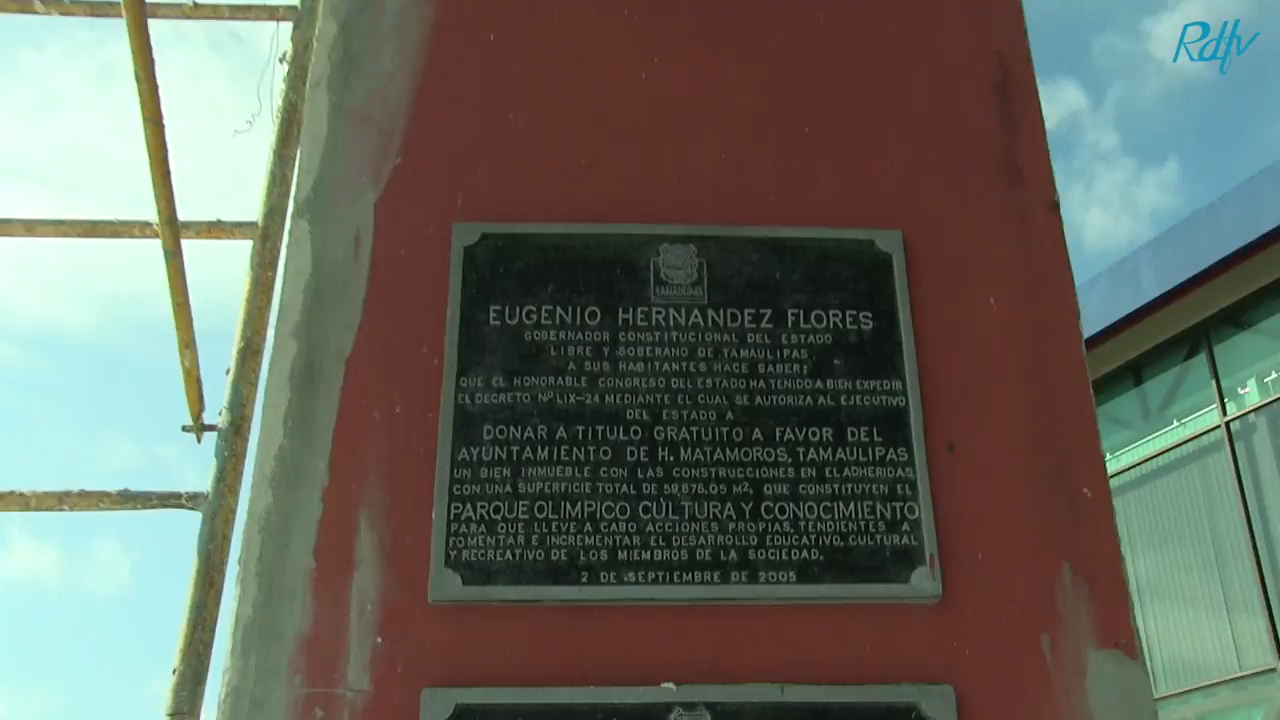 Rdfv
EUGENIO HERNANDEZ FLORES
GOBERNADOR CONSTITUCIONAL DEL ESTADO
LIBRE Y SOBERANO DE TAMAULIPAS
A SUS HABITANTES HACE SABER:
QUE EL HONORABLE CONGRESO DEL ESTADO HA TENIDO A BIEN EXPEDIR
EL DECRETO Nº LIX-24 MEDIANTE EL CUAL SE AUTORIZA AL EJECUTIVO
DEL ESTADO A
DONAR A TITULO GRATUITO A FAVOR DEL
AYUNTAMIENTO DE H. MATAMOROS, TAMAULIPAS
UN BIEN INMUEBLE CON LAS CONSTRUCCIONES EN EL ADHERIDAS
CON UNA SUPERFICIE TOTAL DE 59,876.05 M², QUE CONSTITUYEN EL
PARQUE OLIMPICO CULTURA Y CONOCIMIENTO
PARA QUE LLEVE A CABO ACCIONES PROPIAS, TENDIENTES A
FOMENTAR E INCREMENTAR EL DESARROLLO EDUCATIVO, CULTURAL
Y RECREATIVO DE LOS MIEMBROS DE LA SOCIEDAD.
2 DE SEPTIEMBRE DE 2005